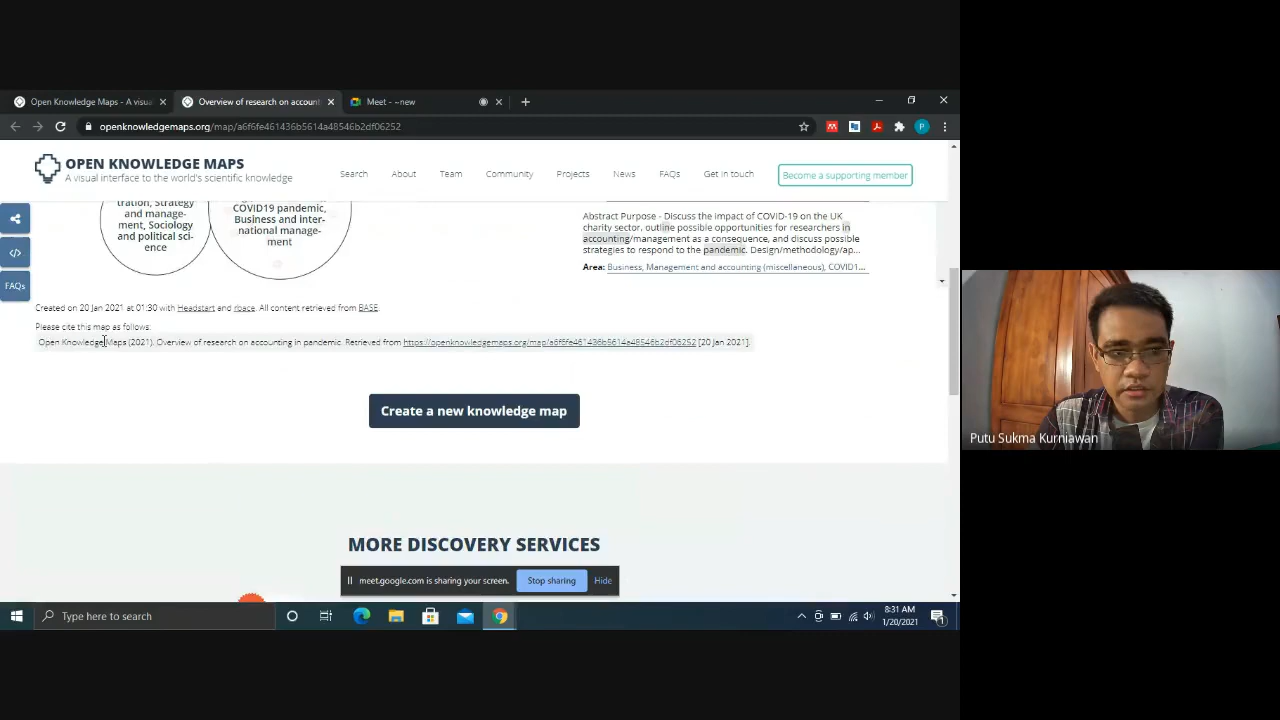 Open Knowledge Maps - A visu
Overview of research on account
Meet - ~new
openknowledgemaps.org/map/a6f6fe461436b5614a48546b2df06252
P
OPEN KNOWLEDGE MAPS
A visual interface to the world's scientific knowledge
Search
About
Team
Community
Projects
News
FAQs
Get in touch
Become a supporting member
FAQs
tration, Strategy
and manage-
ment, Sociology
and political sci-
ence
COVID19 pandemic,
Business and inter-
national manage-
ment
Abstract Purpose - Discuss the impact of COVID-19 on the UK
charity sector, outline possible opportunities for researchers in
accounting/management as a consequence, and discuss possible
strategies to respond to the pandemic. Design/methodology/ap...
Area: Business, Management and accounting (miscellaneous), COVID1...
Created on 20 Jan 2021 at 01:30 with Headstart and rbace. All content retrieved from BASE.
Please cite this map as follows:
Open Knowledge Maps (2021). Overview of research on accounting in pandemic. Retrieved from https://openknowledgemaps.org/map/a6f6fe461436b5614a48546b2df06252 [20 Jan 2021].
Create a new knowledge map
MORE DISCOVERY SERVICES
meet.google.com is sharing your screen.
Stop sharing
Hide
Type here to search
8:31 AM
1/20/2021
1
Putu Sukma Kurniawan